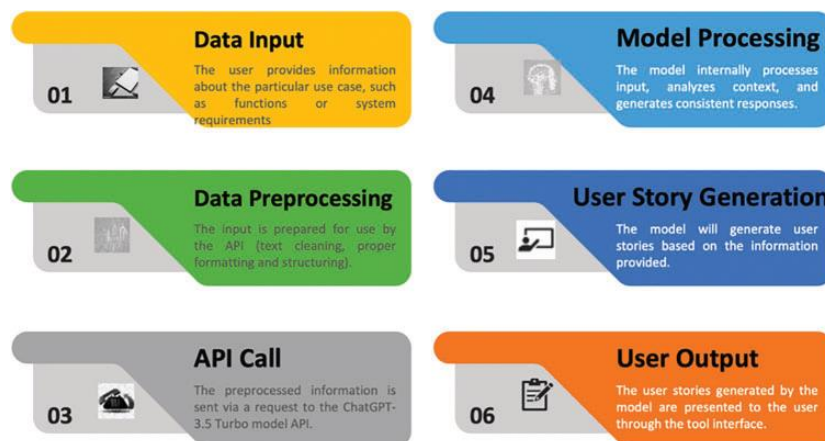 Data Input
The user provides information
about the particular use case, such
as functions or system
requirements
01
Data Preprocessing
The input is prepared for use by
the API (text cleaning, proper
formatting and structuring).
02
API Call
The preprocessed information is
sent via a request to the ChatGPT-
3.5 Turbo model API.
03
Model Processing
The model internally processes
input, analyzes context, and
generates consistent responses.
04
User Story Generation
The model will generate user
stories based on the information
provided.
05
User Output
The user stories generated by the
model are presented to the user
through the tool interface.
06